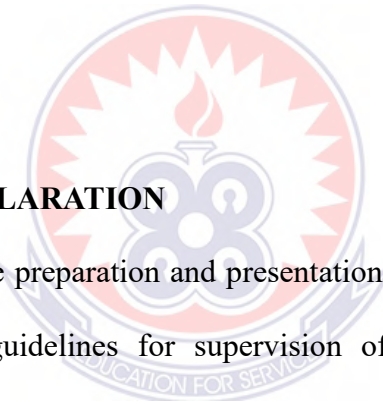 LARATION
e preparation and presentation
guidelines for supervision of
EDUCATION FOR SERVICE